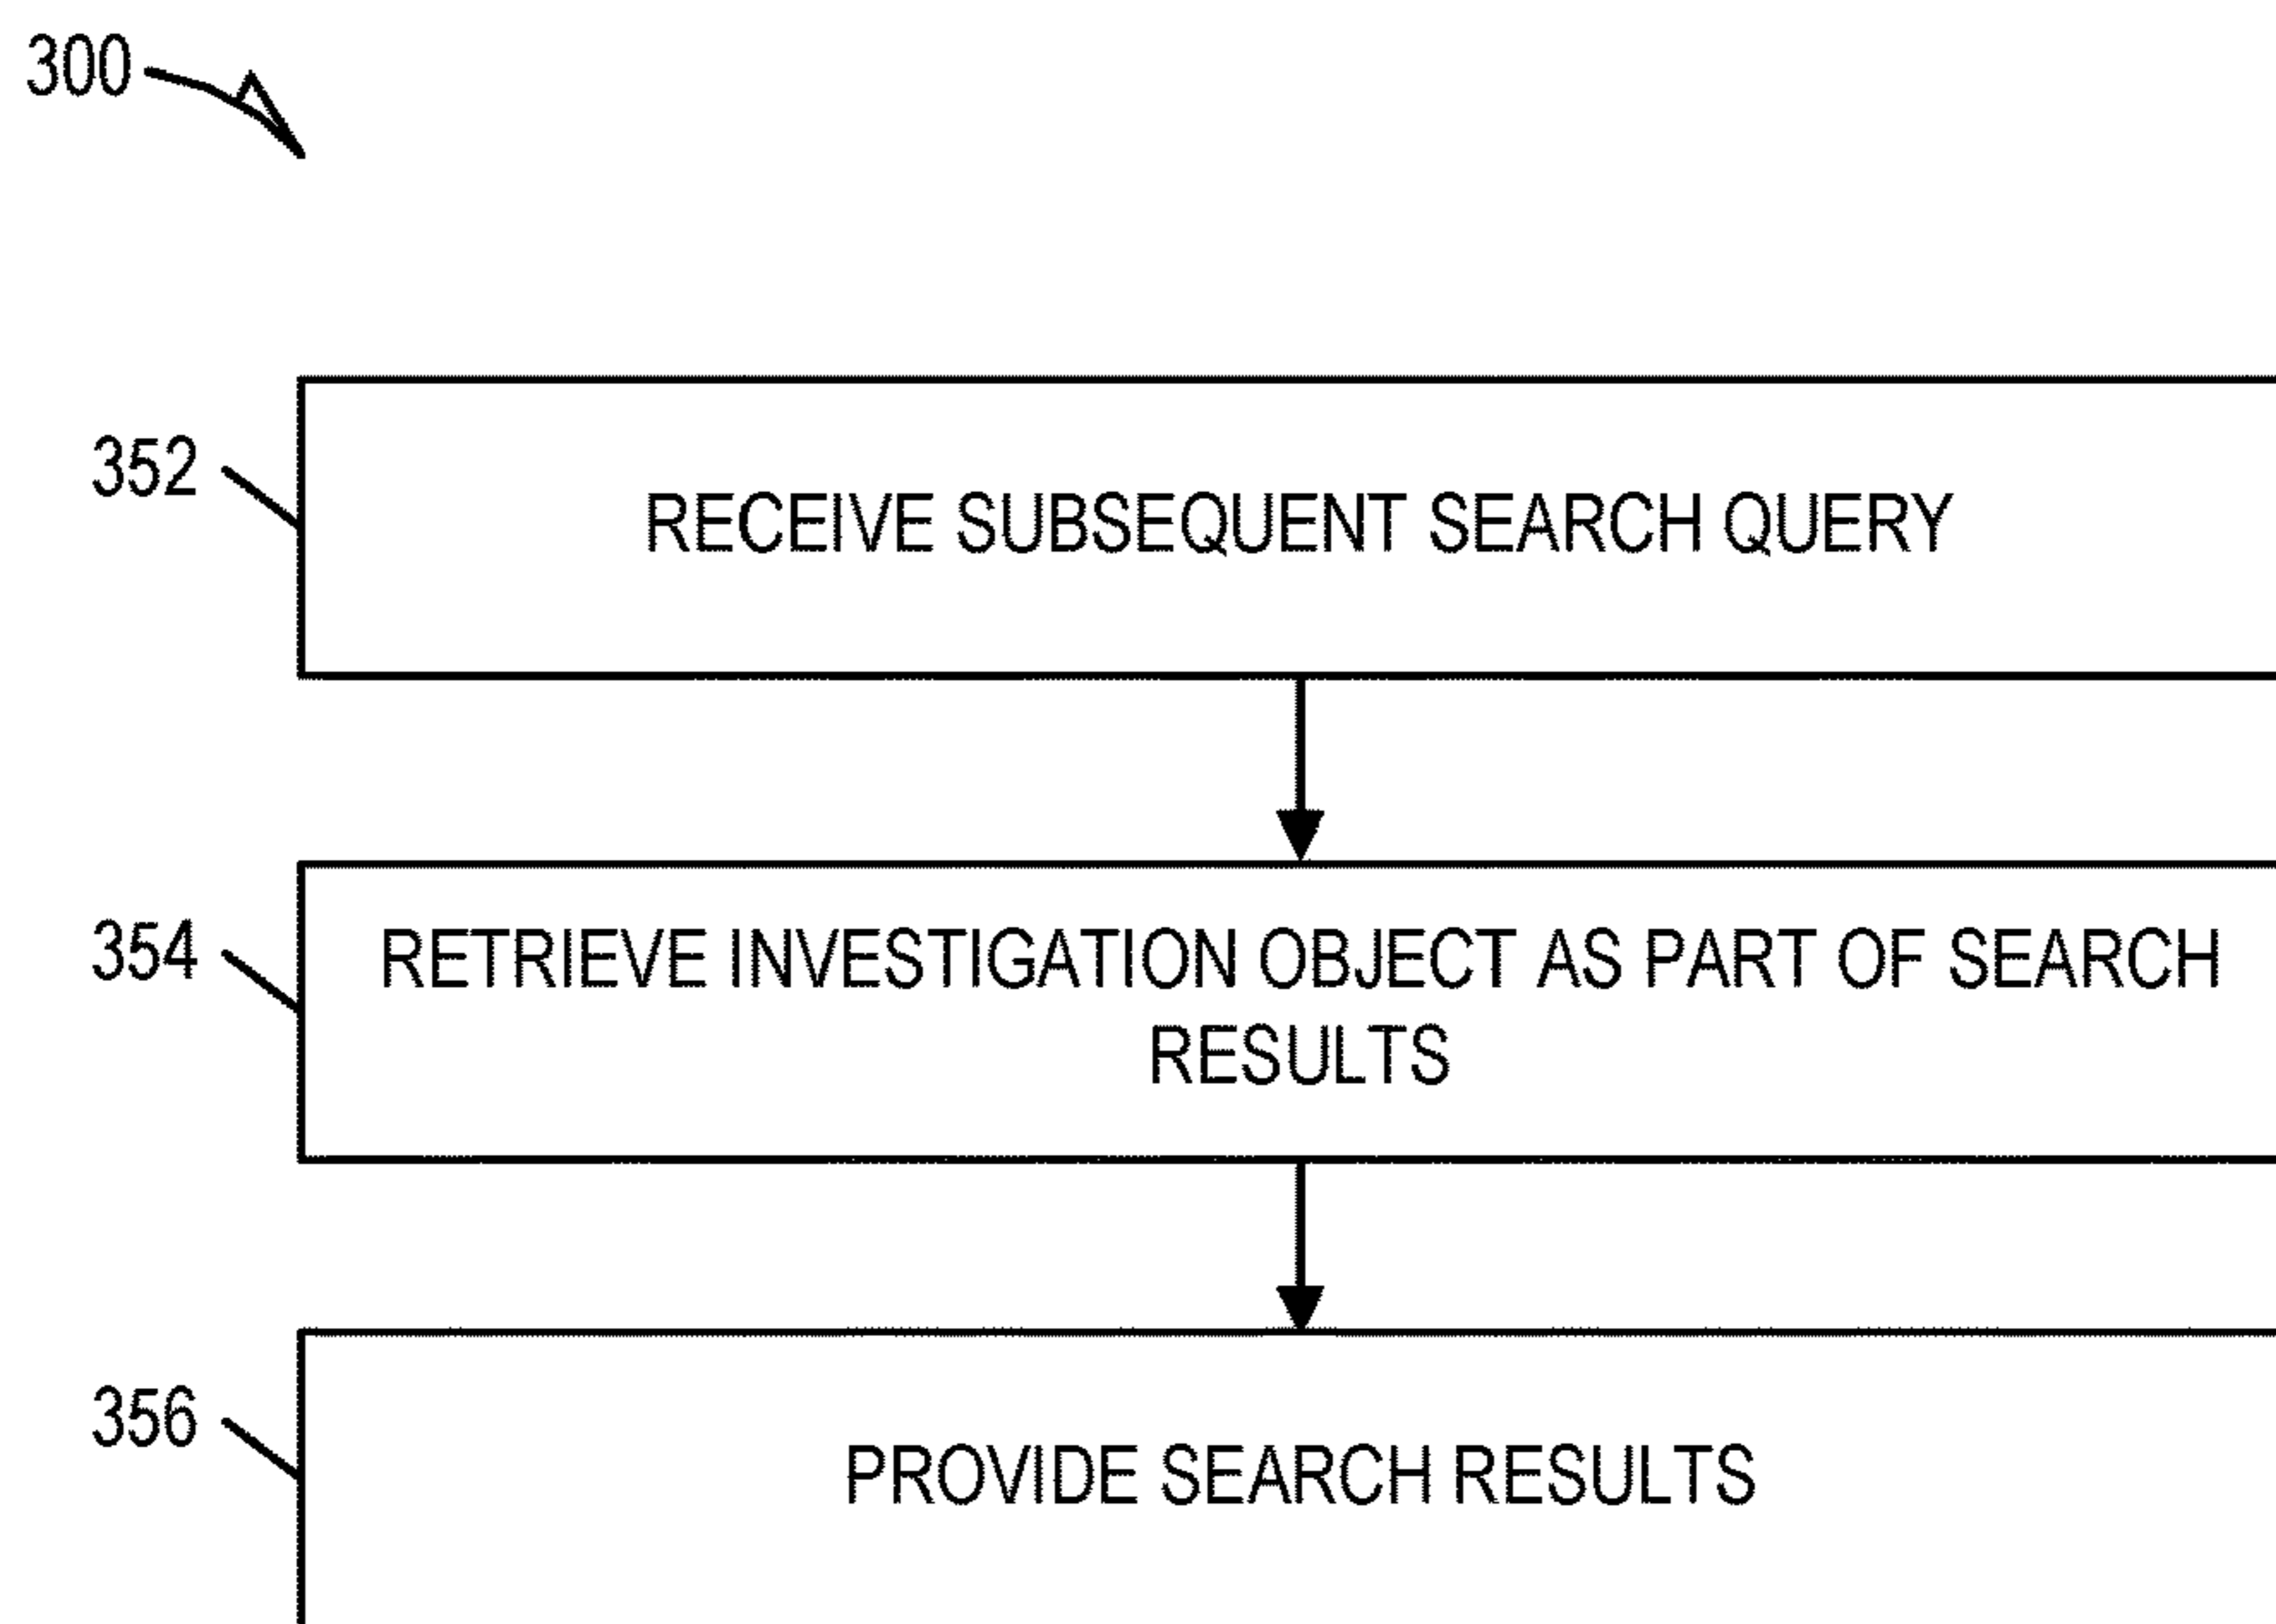 300
352
RECEIVE SUBSEQUENT SEARCH QUERY
354
RETRIEVE INVESTIGATION OBJECT AS PART OF SEARCH
RESULTS
356
PROVIDE SEARCH RESULTS